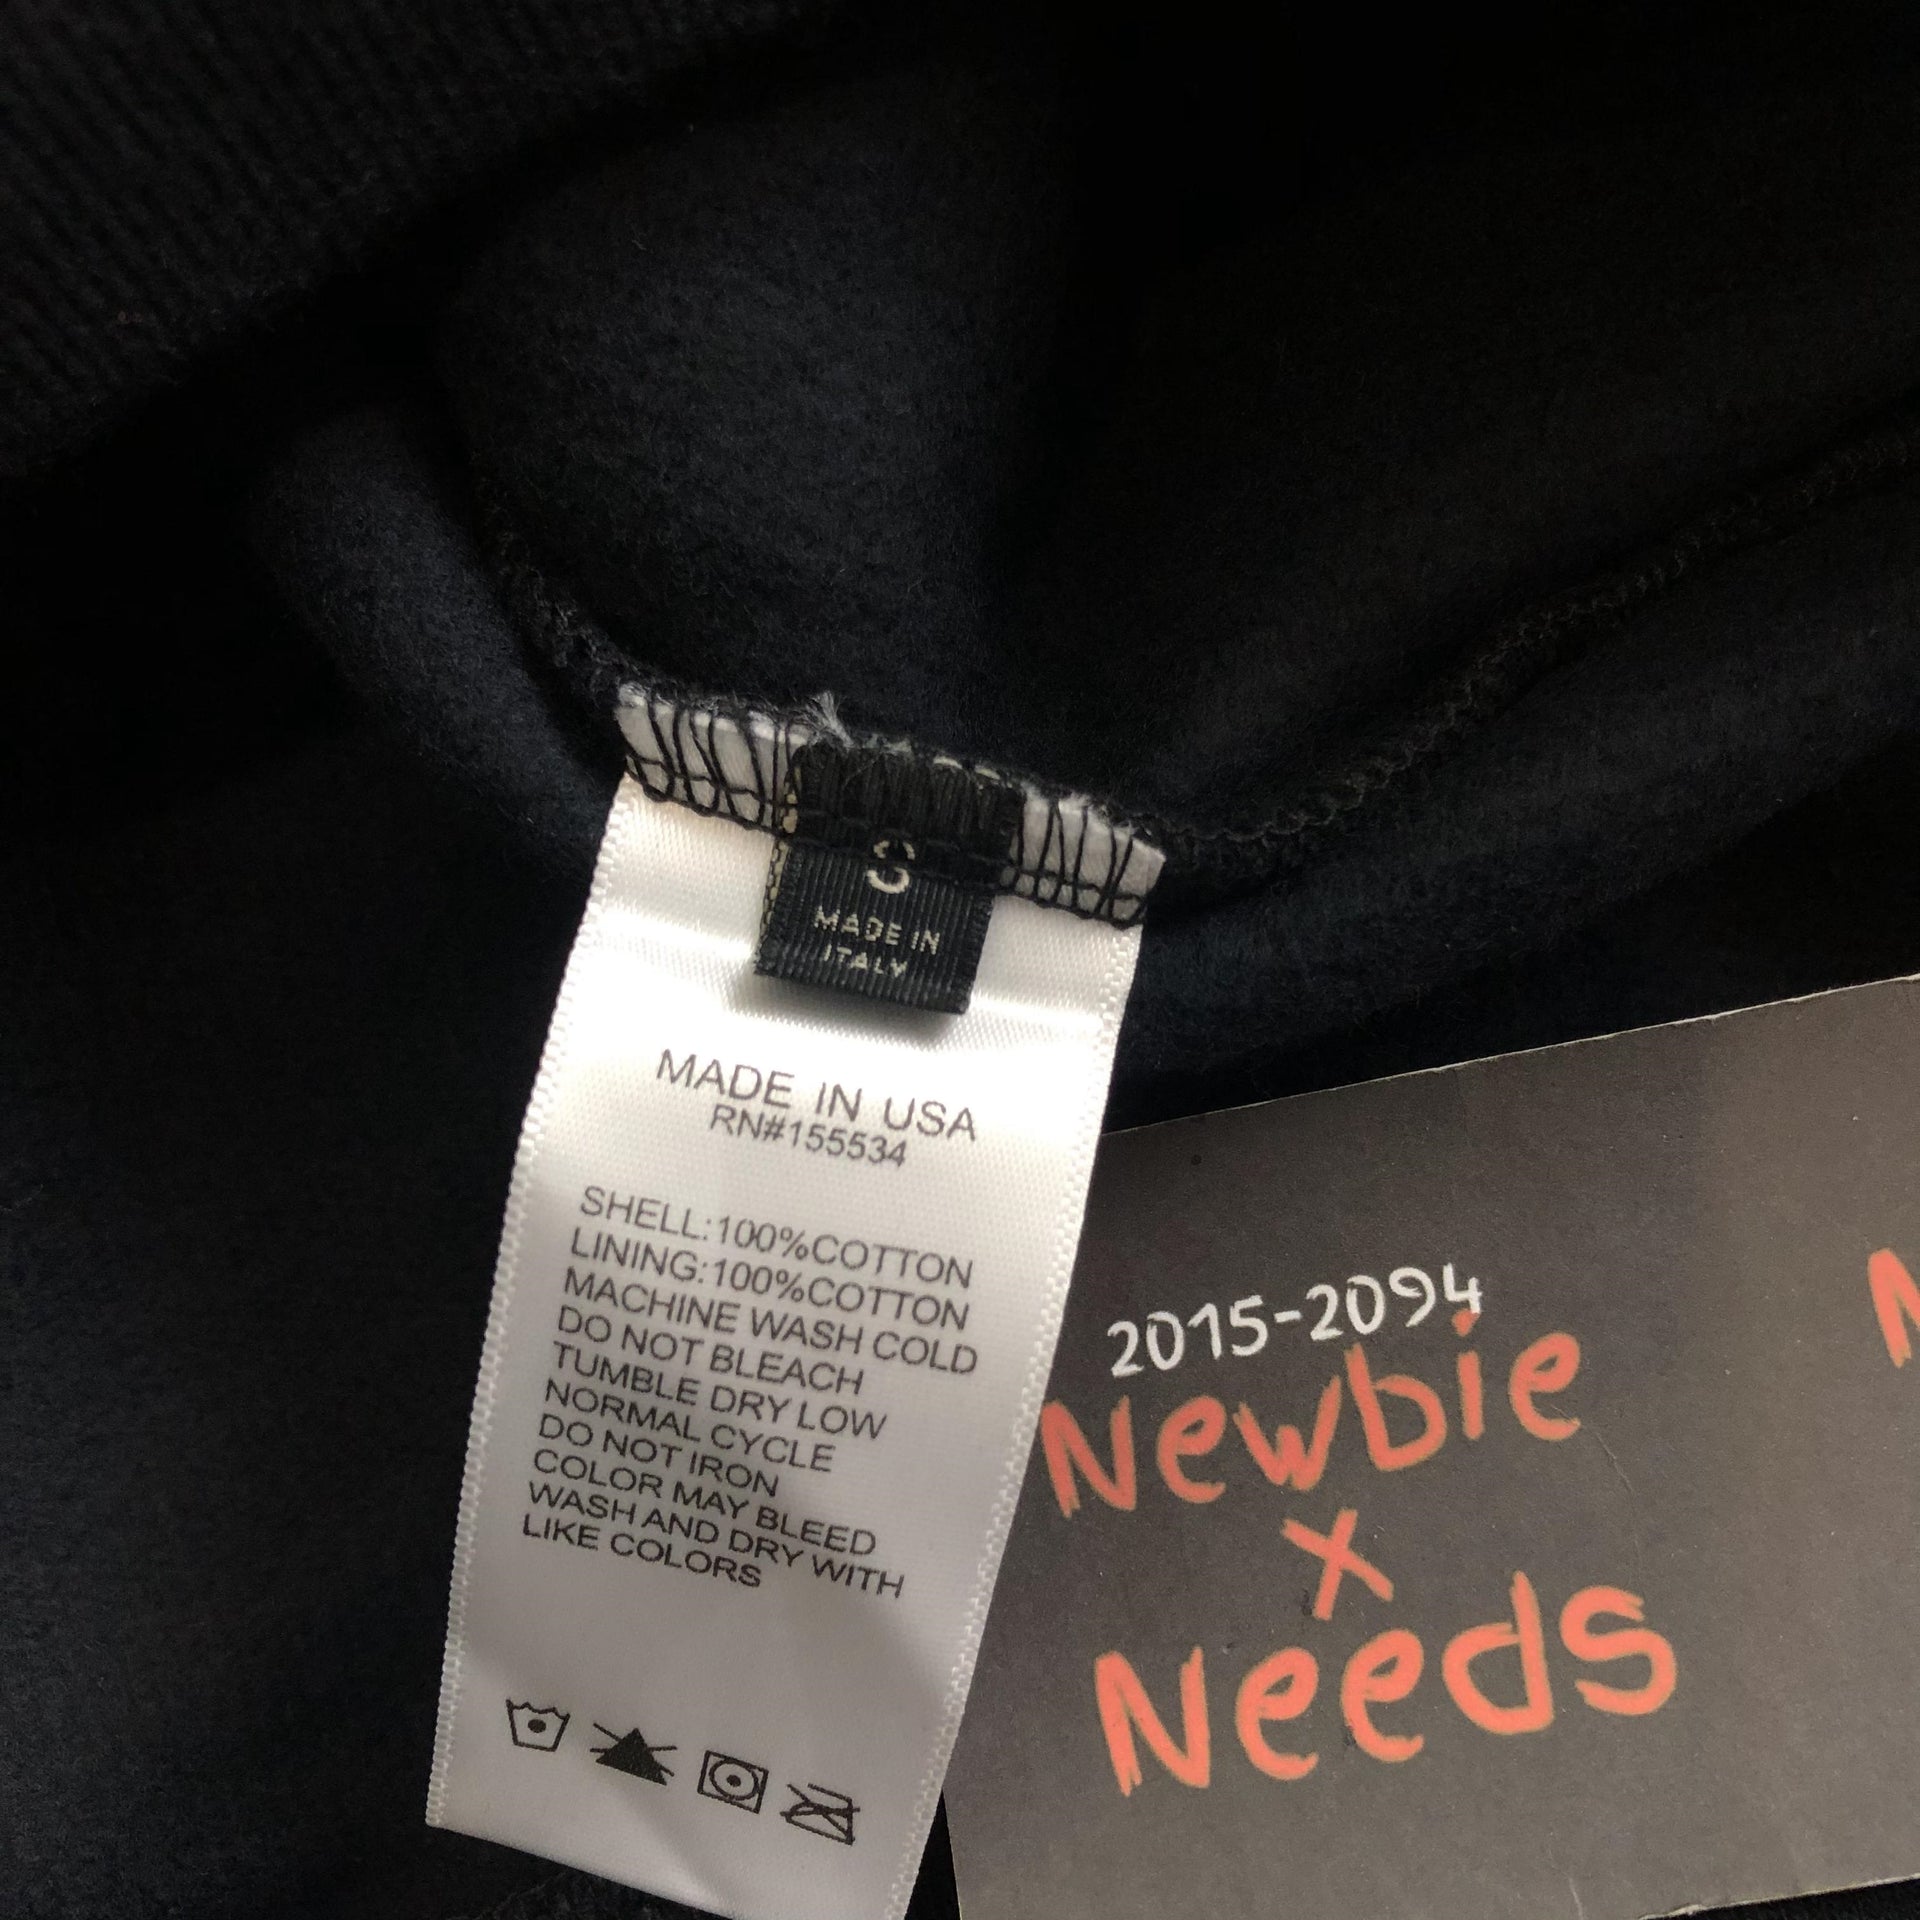 MADE IN
ITALY
MADE IN USA
RN#155534
SHELL:100%COTTON
LINING:100%COTTON
MACHINE WASH COLD
DO NOT BLEACH
TUMBLE DRY LOW
NORMAL CYCLE
DO NOT IRON
COLOR MAY BLEED
WASH AND DRY WITH
LIKE COLORS
2015-2094
Newbie
x
Needs